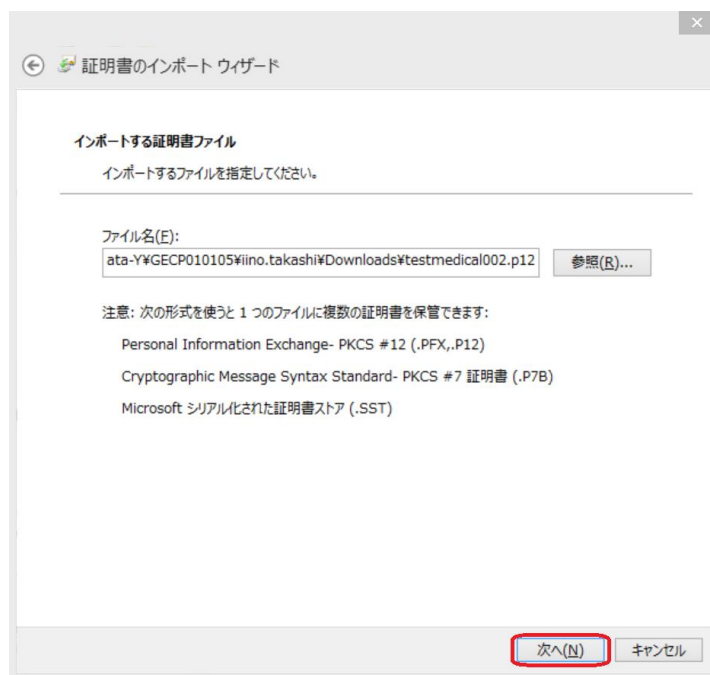 証明書のインポート ウィザード
インポートする証明書ファイル
インポートするファイルを指定してください。
ファイル名(F):
ata-Y¥GECP010105¥iino.takashi¥Downloads¥testmedical002.p12
参照(R)...
注意: 次の形式を使うと 1 つのファイルに複数の証明書を保管できます:
Personal Information Exchange- PKCS #12 (.PFX,.P12)
Cryptographic Message Syntax Standard- PKCS #7 証明書 (.P7B)
Microsoft シリアル化された証明書ストア (.SST)
次へ(N)
キャンセル